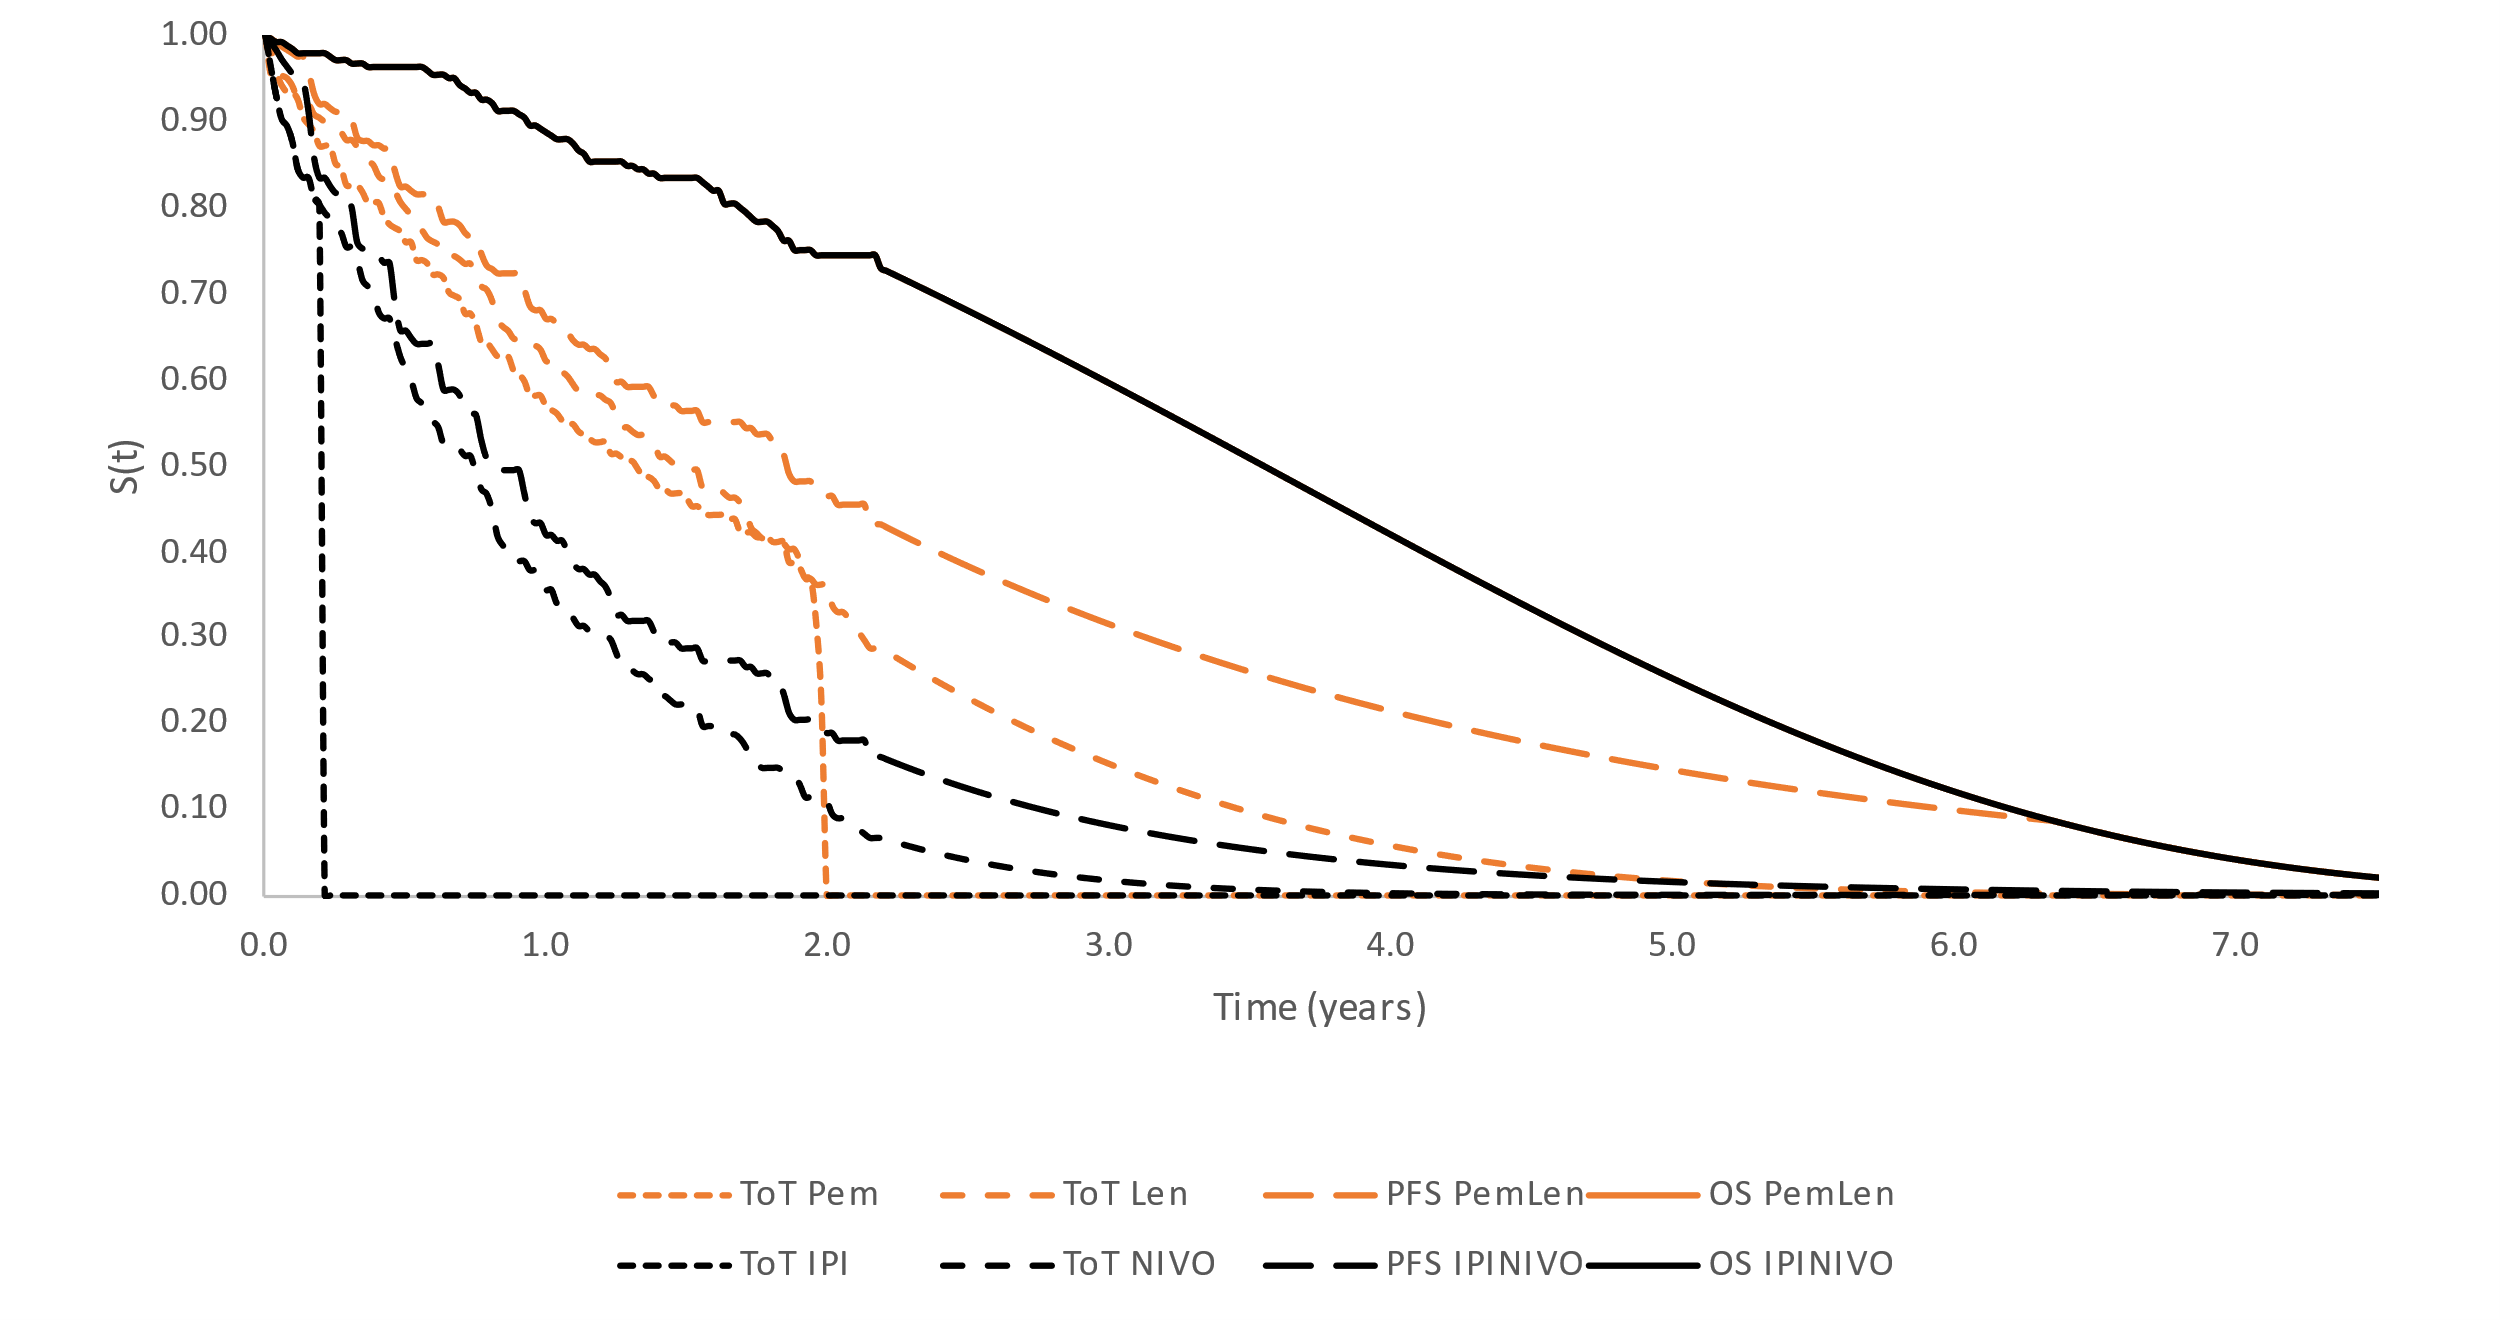 1.00
0.90
0.80
0.70
0.60
0.50
0.40
0.30
0.20
0.10
0.00
S(t)
0.0 1.0 2.0 3.0 4.0 5.0 6.0 7.0
Time (years)
ToT Pem ToT Len PFS PemLen OS PemLen
ToT IPI ToT NIVO PFS IPINIVO OS IPINIVO